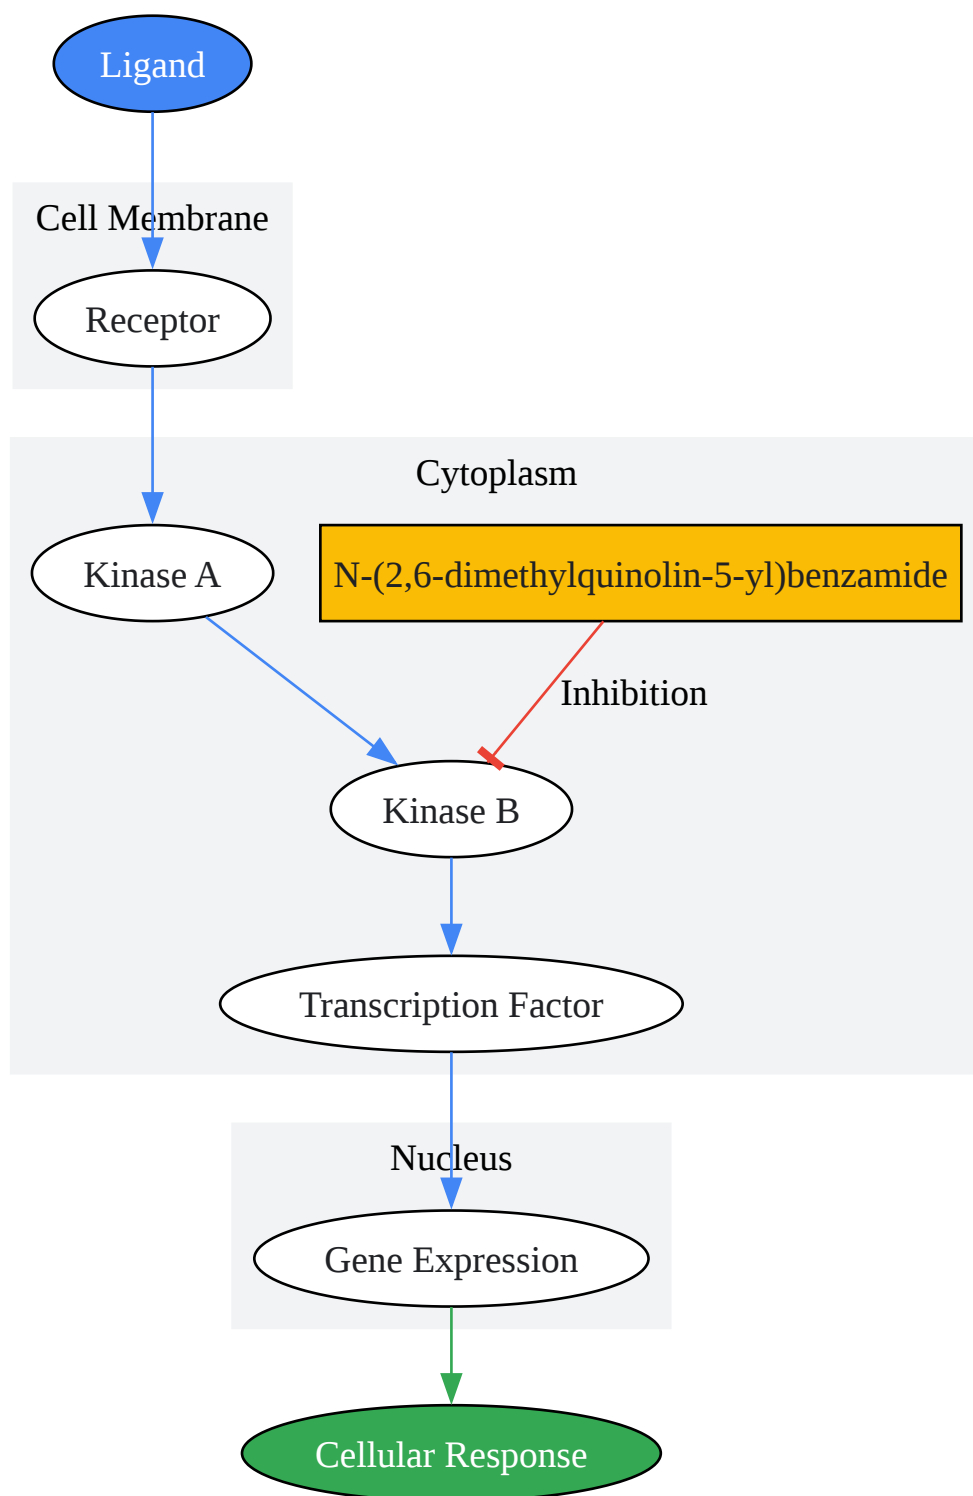 Ligand
Cell Membrane
Receptor
Cytoplasm
Kinase A
N-(2,6-dimethylquinolin-5-yl)benzamide
Inhibition
Kinase B
Transcription Factor
Nucleus
Gene Expression
Cellular Response